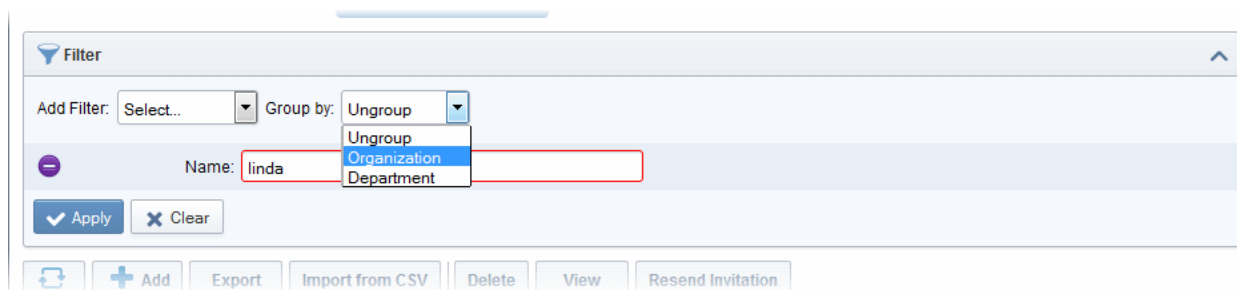 Filter
Add Filter: Select... Group by: Ungroup
Ungroup
Organization
Department
Name: linda
Apply Clear
Add Export Import from CSV Delete View Resend Invitation